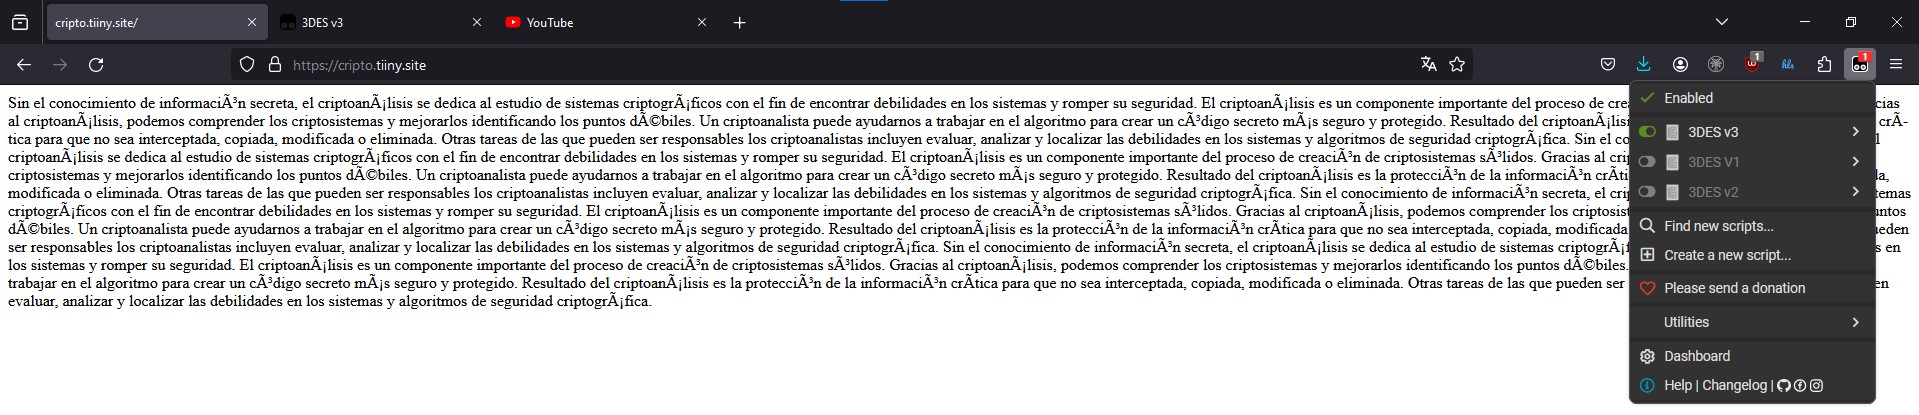 cripto.tiiny.site/
3DES v3
YouTube
https://cripto.tiiny.site
1
hls
1
Sin el conocimiento de informaciÃ³n secreta, el criptoanÃ¡lisis se dedica al estudio de sistemas criptogrÃ¡ficos con el fin de encontrar debilidades en los sistemas y romper su seguridad. El criptoanÃ¡lisis es un componente importante del proceso de crea cias
al criptoanÃ¡lisis, podemos comprender los criptosistemas y mejorarlos identificando los puntos dÃ©biles. Un criptoanalista puede ayudarnos a trabajar en el algoritmo para crear un cÃ³digo secreto mÃ¡s seguro y protegido. Resultado del criptoanÃ¡lisi crÃ-
tica para que no sea interceptada, copiada, modificada o eliminada. Otras tareas de las que pueden ser responsables los criptoanalistas incluyen evaluar, analizar y localizar las debilidades en los sistemas y algoritmos de seguridad criptogrÃ¡fica. Sin el co l
criptoanÃ¡lisis se dedica al estudio de sistemas criptogrÃ¡ficos con el fin de encontrar debilidades en los sistemas y romper su seguridad. El criptoanÃ¡lisis es un componente importante del proceso de creaciÃ³n de criptosistemas sÃ³lidos. Gracias al crip
criptosistemas y mejorarlos identificando los puntos dÃ©biles. Un criptoanalista puede ayudarnos a trabajar en el algoritmo para crear un cÃ³digo secreto mÃ¡s seguro y protegido. Resultado del criptoanÃ¡lisis es la protecciÃ³n de la informaciÃ³n crÃ­tica a,
modificada o eliminada. Otras tareas de las que pueden ser responsables los criptoanalistas incluyen evaluar, analizar y localizar las debilidades en los sistemas y algoritmos de seguridad criptogrÃ¡fica. Sin el conocimiento de informaciÃ³n secreta, el crip temas
criptogrÃ¡ficos con el fin de encontrar debilidades en los sistemas y romper su seguridad. El criptoanÃ¡lisis es un componente importante del proceso de creaciÃ³n de criptosistemas sÃ³lidos. Gracias al criptoanÃ¡lisis, podemos comprender los criptosist untos
dÃ©biles. Un criptoanalista puede ayudarnos a trabajar en el algoritmo para crear un cÃ³digo secreto mÃ¡s seguro y protegido. Resultado del criptoanÃ¡lisis es la protecciÃ³n de la informaciÃ³n crÃ­tica para que no sea interceptada, copiada, modificada ueden
ser responsables los criptoanalistas incluyen evaluar, analizar y localizar las debilidades en los sistemas y algoritmos de seguridad criptogrÃ¡fica. Sin el conocimiento de informaciÃ³n secreta, el criptoanÃ¡lisis se dedica al estudio de sistemas criptogrÃ¡f s en
los sistemas y romper su seguridad. El criptoanÃ¡lisis es un componente importante del proceso de creaciÃ³n de criptosistemas sÃ³lidos. Gracias al criptoanÃ¡lisis, podemos comprender los criptosistemas y mejorarlos identificando los puntos dÃ©biles.
trabajar en el algoritmo para crear un cÃ³digo secreto mÃ¡s seguro y protegido. Resultado del criptoanÃ¡lisis es la protecciÃ³n de la informaciÃ³n crÃ­tica para que no sea interceptada, copiada, modificada o eliminada. Otras tareas de las que pueden ser en
evaluar, analizar y localizar las debilidades en los sistemas y algoritmos de seguridad criptogrÃ¡fica.
Enabled
3DES v3
3DES V1
3DES v2
Find new scripts...
Create a new script...
Please send a donation
Utilities
Dashboard
Help | Changelog |